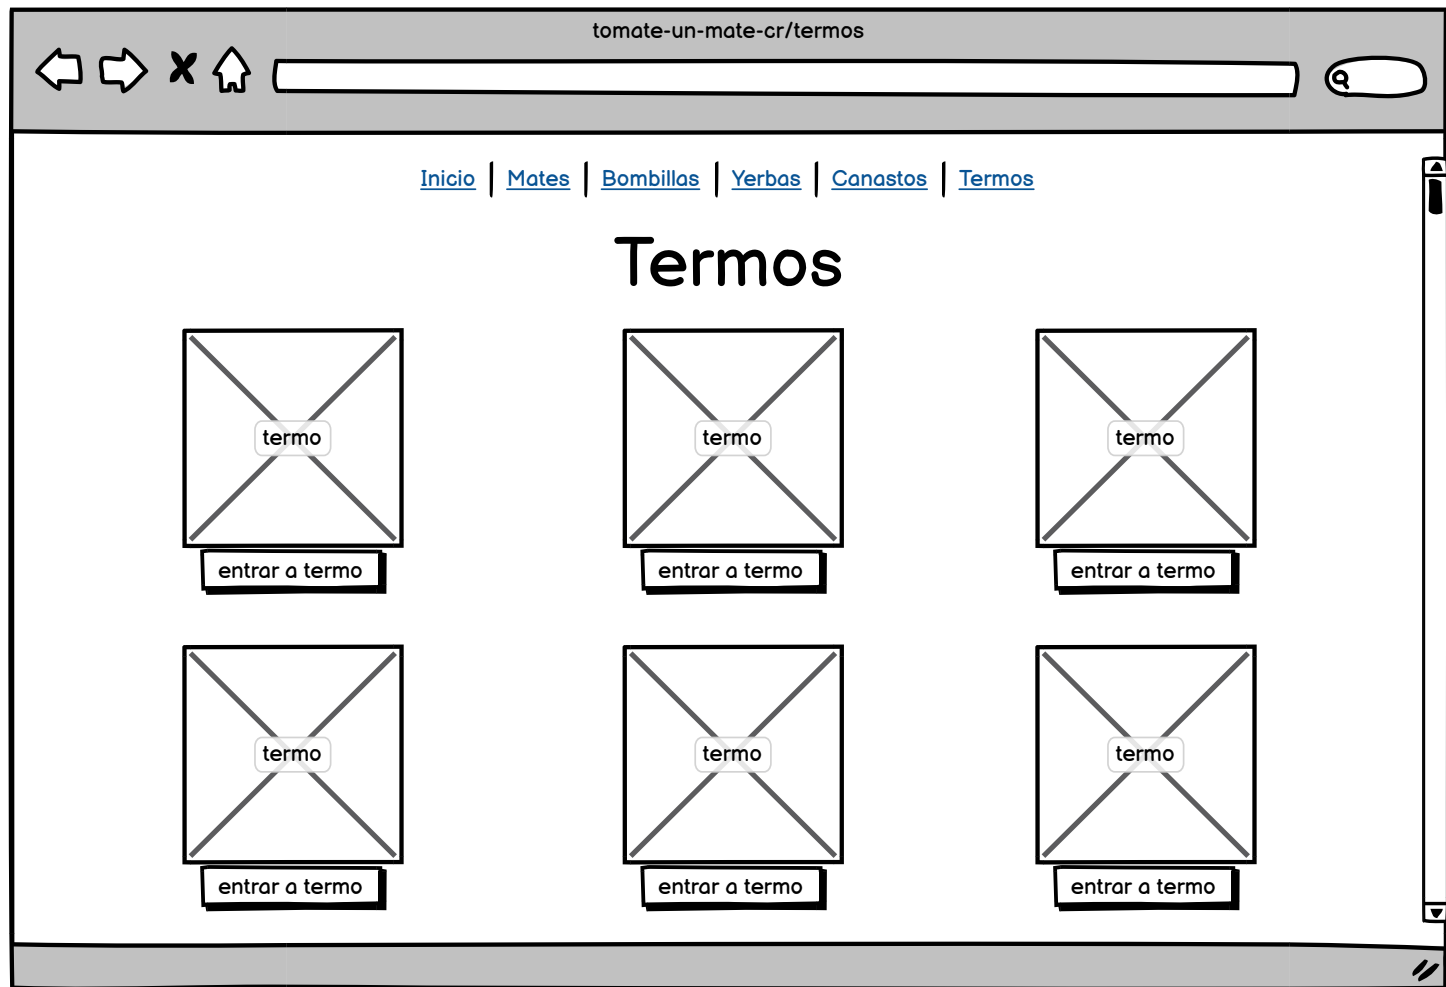 tomate-un-mate-cr/termos
Inicio | Mates | Bombillas | Yerbas | Canastos | Termos
Termos
termo termo termo
entrar a termo entrar a termo entrar a termo
termo termo termo
entrar a termo entrar a termo entrar a termo